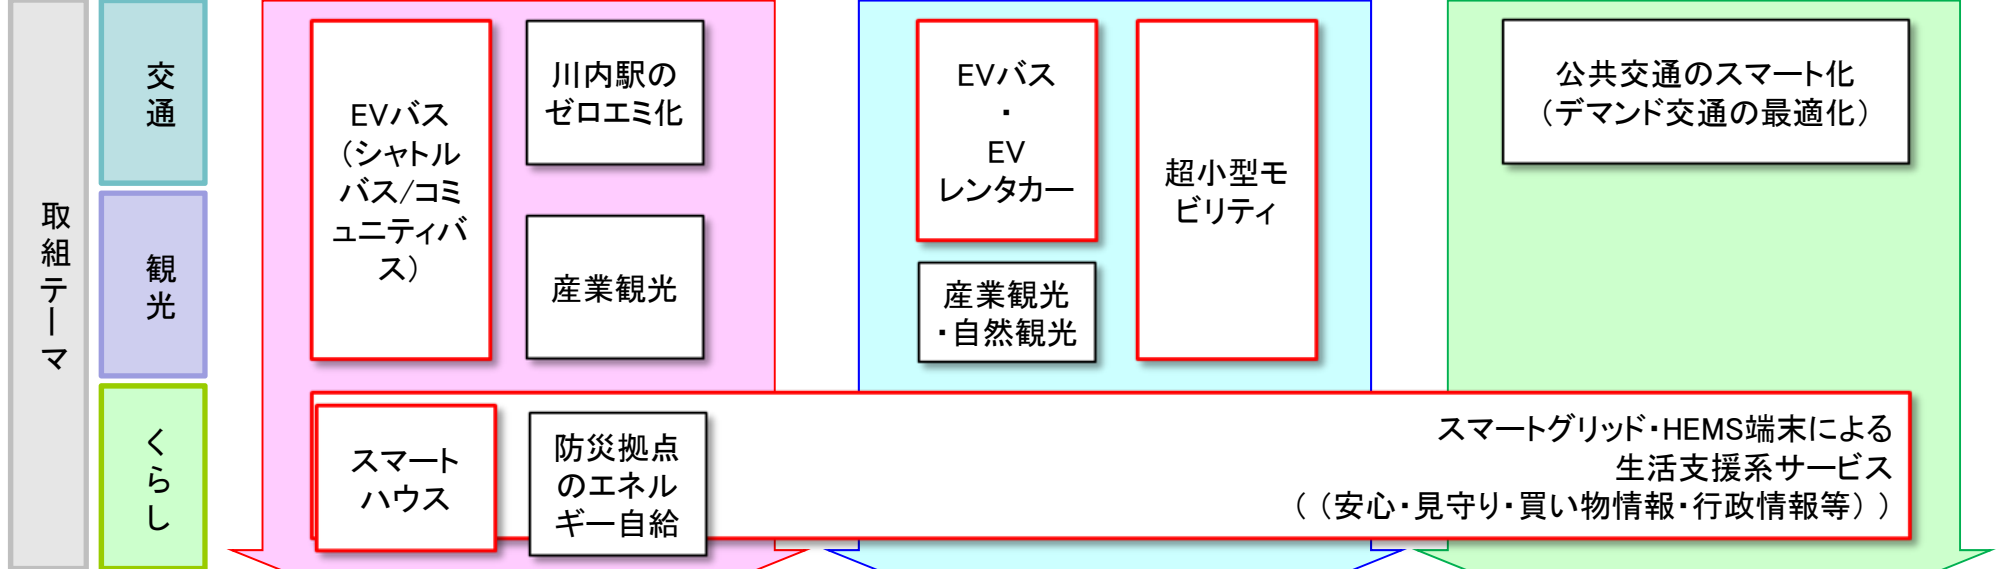 取組テーマ
交通
観光
くらし
EVバス
（シャトル
バス/コミ
ュニティバ
ス）
川内駅の
ゼロエミ化
産業観光
EVバス
・
EV
レンタカー
産業観光
・自然観光
超小型モ
ビリティ
公共交通のスマート化
（デマンド交通の最適化）
スマート
ハウス
防災拠点
のエネル
ギー自給
スマートグリッド・HEMS端末による
生活支援系サービス
（（安心・見守り・買い物情報・行政情報等））